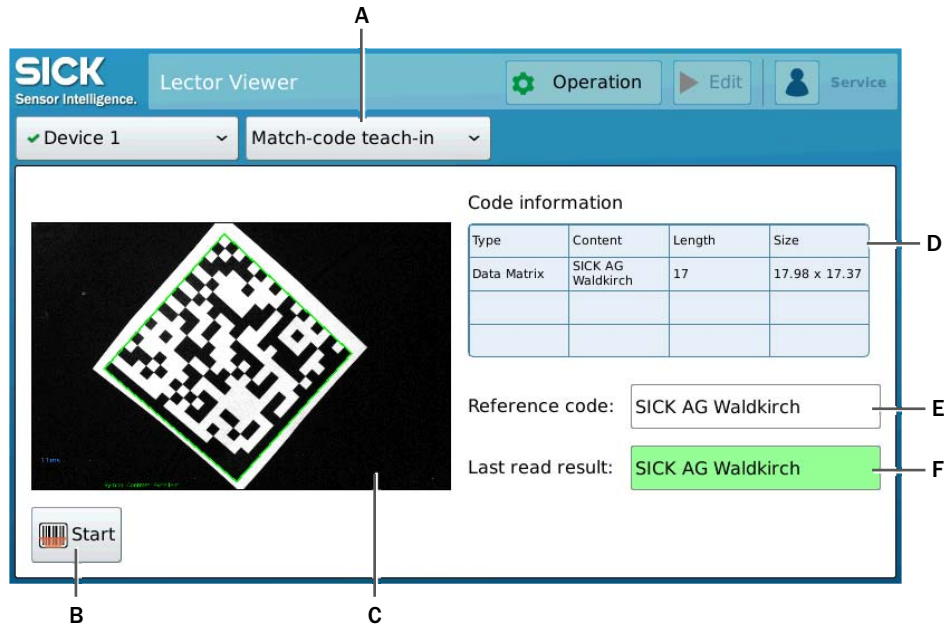 A
SICK
Sensor Intelligence.
Lector Viewer
Operation
Edit
Service
Device 1
Match-code teach-in
Code information
Type Content Length Size
D
Data Matrix SICK AG Waldkirch 17 17.98 x 17.37
Reference code: SICK AG Waldkirch
E
Last read result: SICK AG Waldkirch
F
Start
B
C